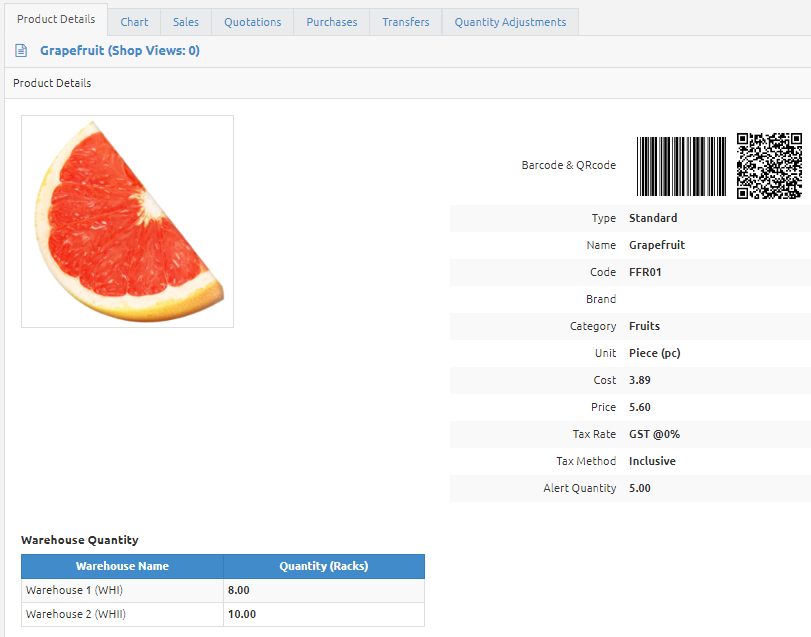 Product Details Chart Sales Quotations Purchases Transfers Quantity Adjustments
Grapefruit (Shop Views: 0)
Product Details
Barcode & QRcode
Type Standard
Name Grapefruit
Code FFR01
Brand
Category Fruits
Unit Piece (pc)
Cost 3.89
Price 5.60
Tax Rate GST @0%
Tax Method Inclusive
Alert Quantity 5.00
Warehouse Quantity
Warehouse Name Quantity (Racks)
Warehouse 1 (WHI) 8.00
Warehouse 2 (WHII) 10.00